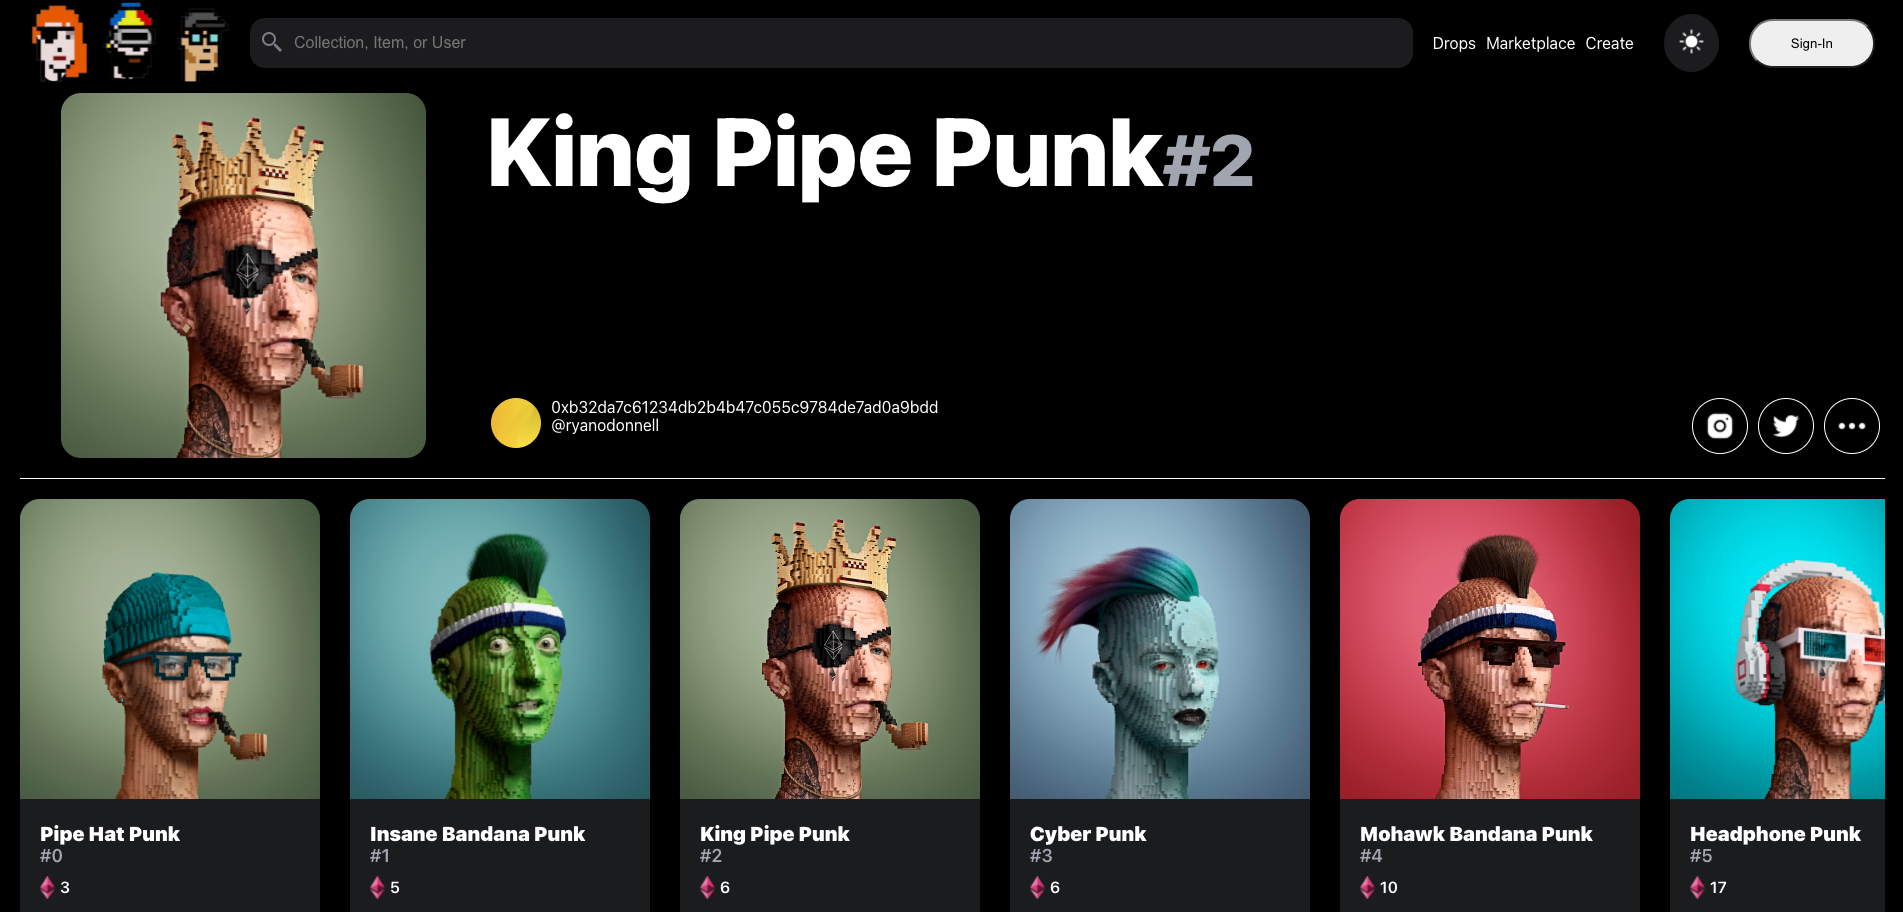 Collection, Item, or User
Drops Marketplace Create
Sign-In
King Pipe Punk#2
0xb32da7c61234db2b4b47c055c9784de7ad0a9bdd
@ryanodonnell
Pipe Hat Punk
#0
3
Insane Bandana Punk
#1
5
King Pipe Punk
#2
6
Cyber Punk
#3
6
Mohawk Bandana Punk
#4
10
Headphone Punk
#5
17